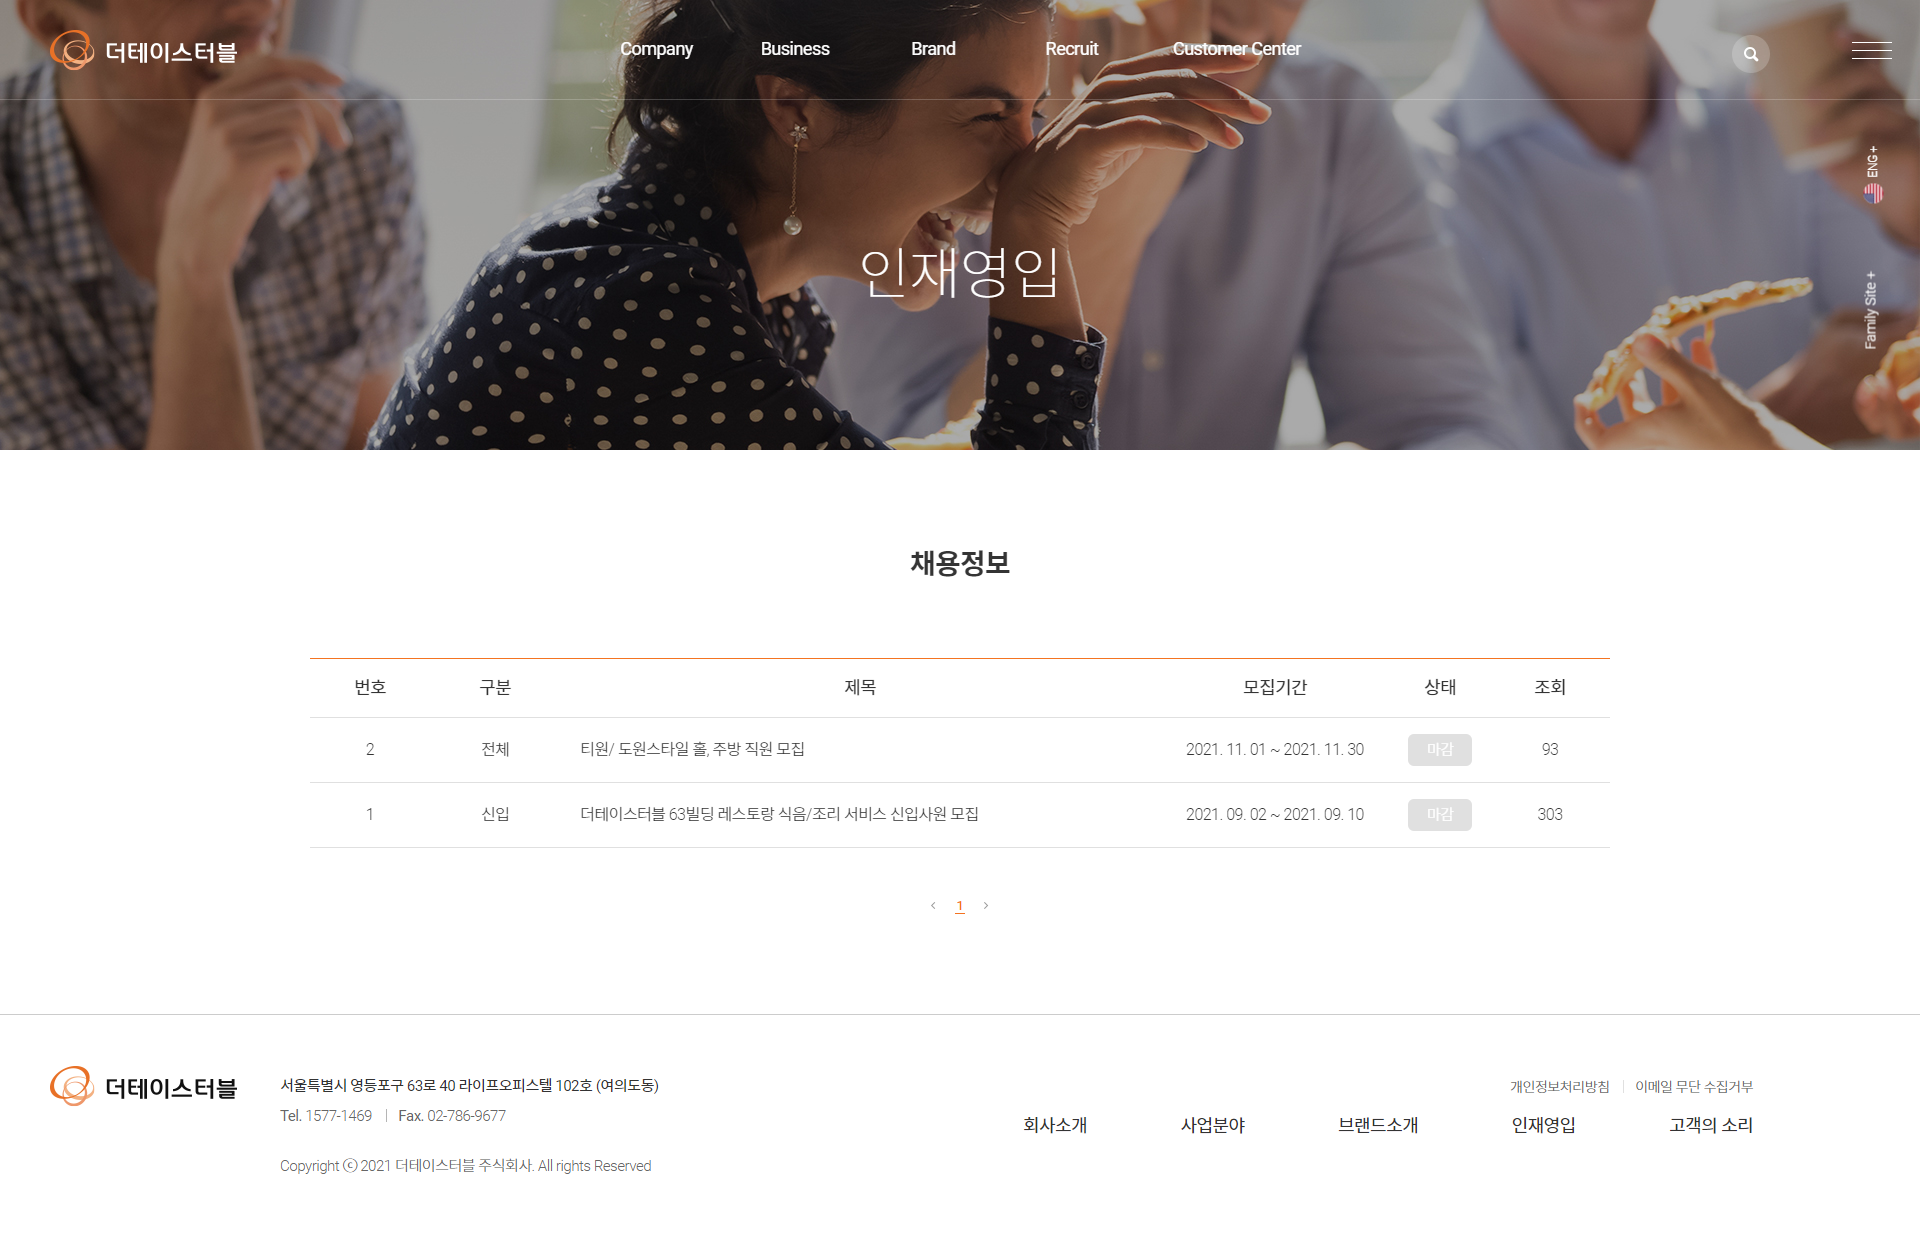 더테이스터블
Company Business Brand Recruit Customer Center
ENG+
인재영입
Family Site +
채용정보
번호 구분 제목 모집기간 상태 조회
2 전체 티원/ 도원스타일 홀, 주방 직원 모집 2021. 11. 01 ~ 2021. 11. 30 마감 93
1 신입 더테이스터블 63빌딩 레스토랑 식음/조리 서비스 신입사원 모집 2021. 09. 02 ~ 2021. 09. 10 마감 303
< 1 >
더테이스터블
서울특별시 영등포구 63로 40 라이프오피스텔 102호 (여의도동)
Tel. 1577-1469 | Fax. 02-786-9677
Copyright ⓒ 2021 더테이스터블 주식회사. All rights Reserved
개인정보처리방침 | 이메일 무단 수집거부
회사소개 사업분야 브랜드소개 인재영입 고객의 소리